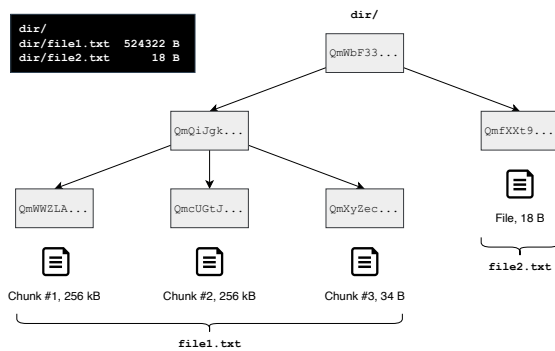 dir/
dir/
dir/file1.txt 524322 B
dir/file2.txt 18 B
QmWbF33...
QmQiJgk...
QmfXXt9...
QmWWZLA...
QmcUGtJ...
QmXyZec...
File, 18 B
file2.txt
Chunk #1, 256 kB
Chunk #2, 256 kB
Chunk #3, 34 B
file1.txt